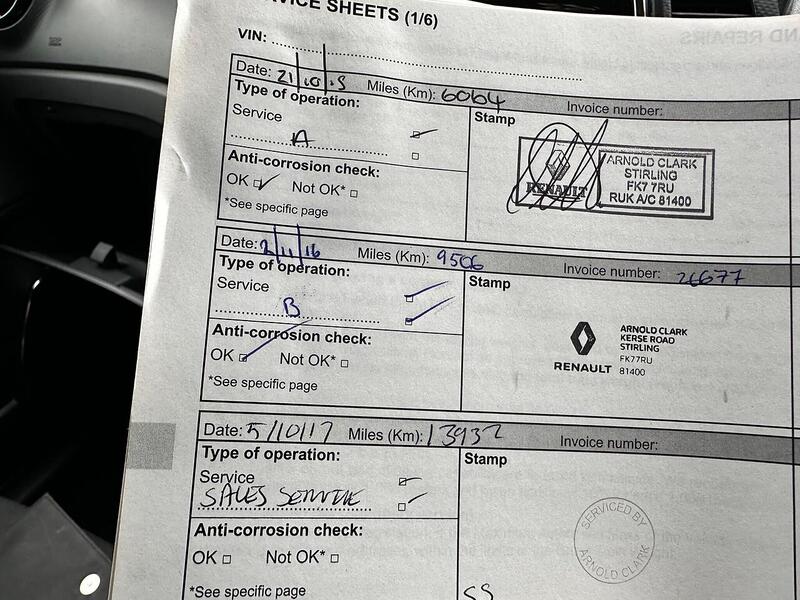 VICE SHEETS (1/6)
VIN:
Date: 21/10/15 Miles (Km): 6064 Invoice number:
Type of operation:
Stamp
Service
A
Anti-corrosion check:
OK Not OK*
*See specific page
RENAULT
ARNOLD CLARK
STIRLING
FK7 7RU
RUK A/C 81400
Date: 2/11/16 Miles (Km): 9506 Invoice number: 26677
Type of operation:
Stamp
Service
B
Anti-corrosion check:
OK Not OK*
*See specific page
RENAULT
ARNOLD CLARK
KERSE ROAD
STIRLING
FK77RU
81400
Date: 5/10/17 Miles (Km): 13932 Invoice number:
Type of operation:
Stamp
Service
SALES SERVICE
Anti-corrosion check:
OK Not OK*
*See specific page
SERVICED BY
ARNOLD CLARK
SS
AND REPAIRS